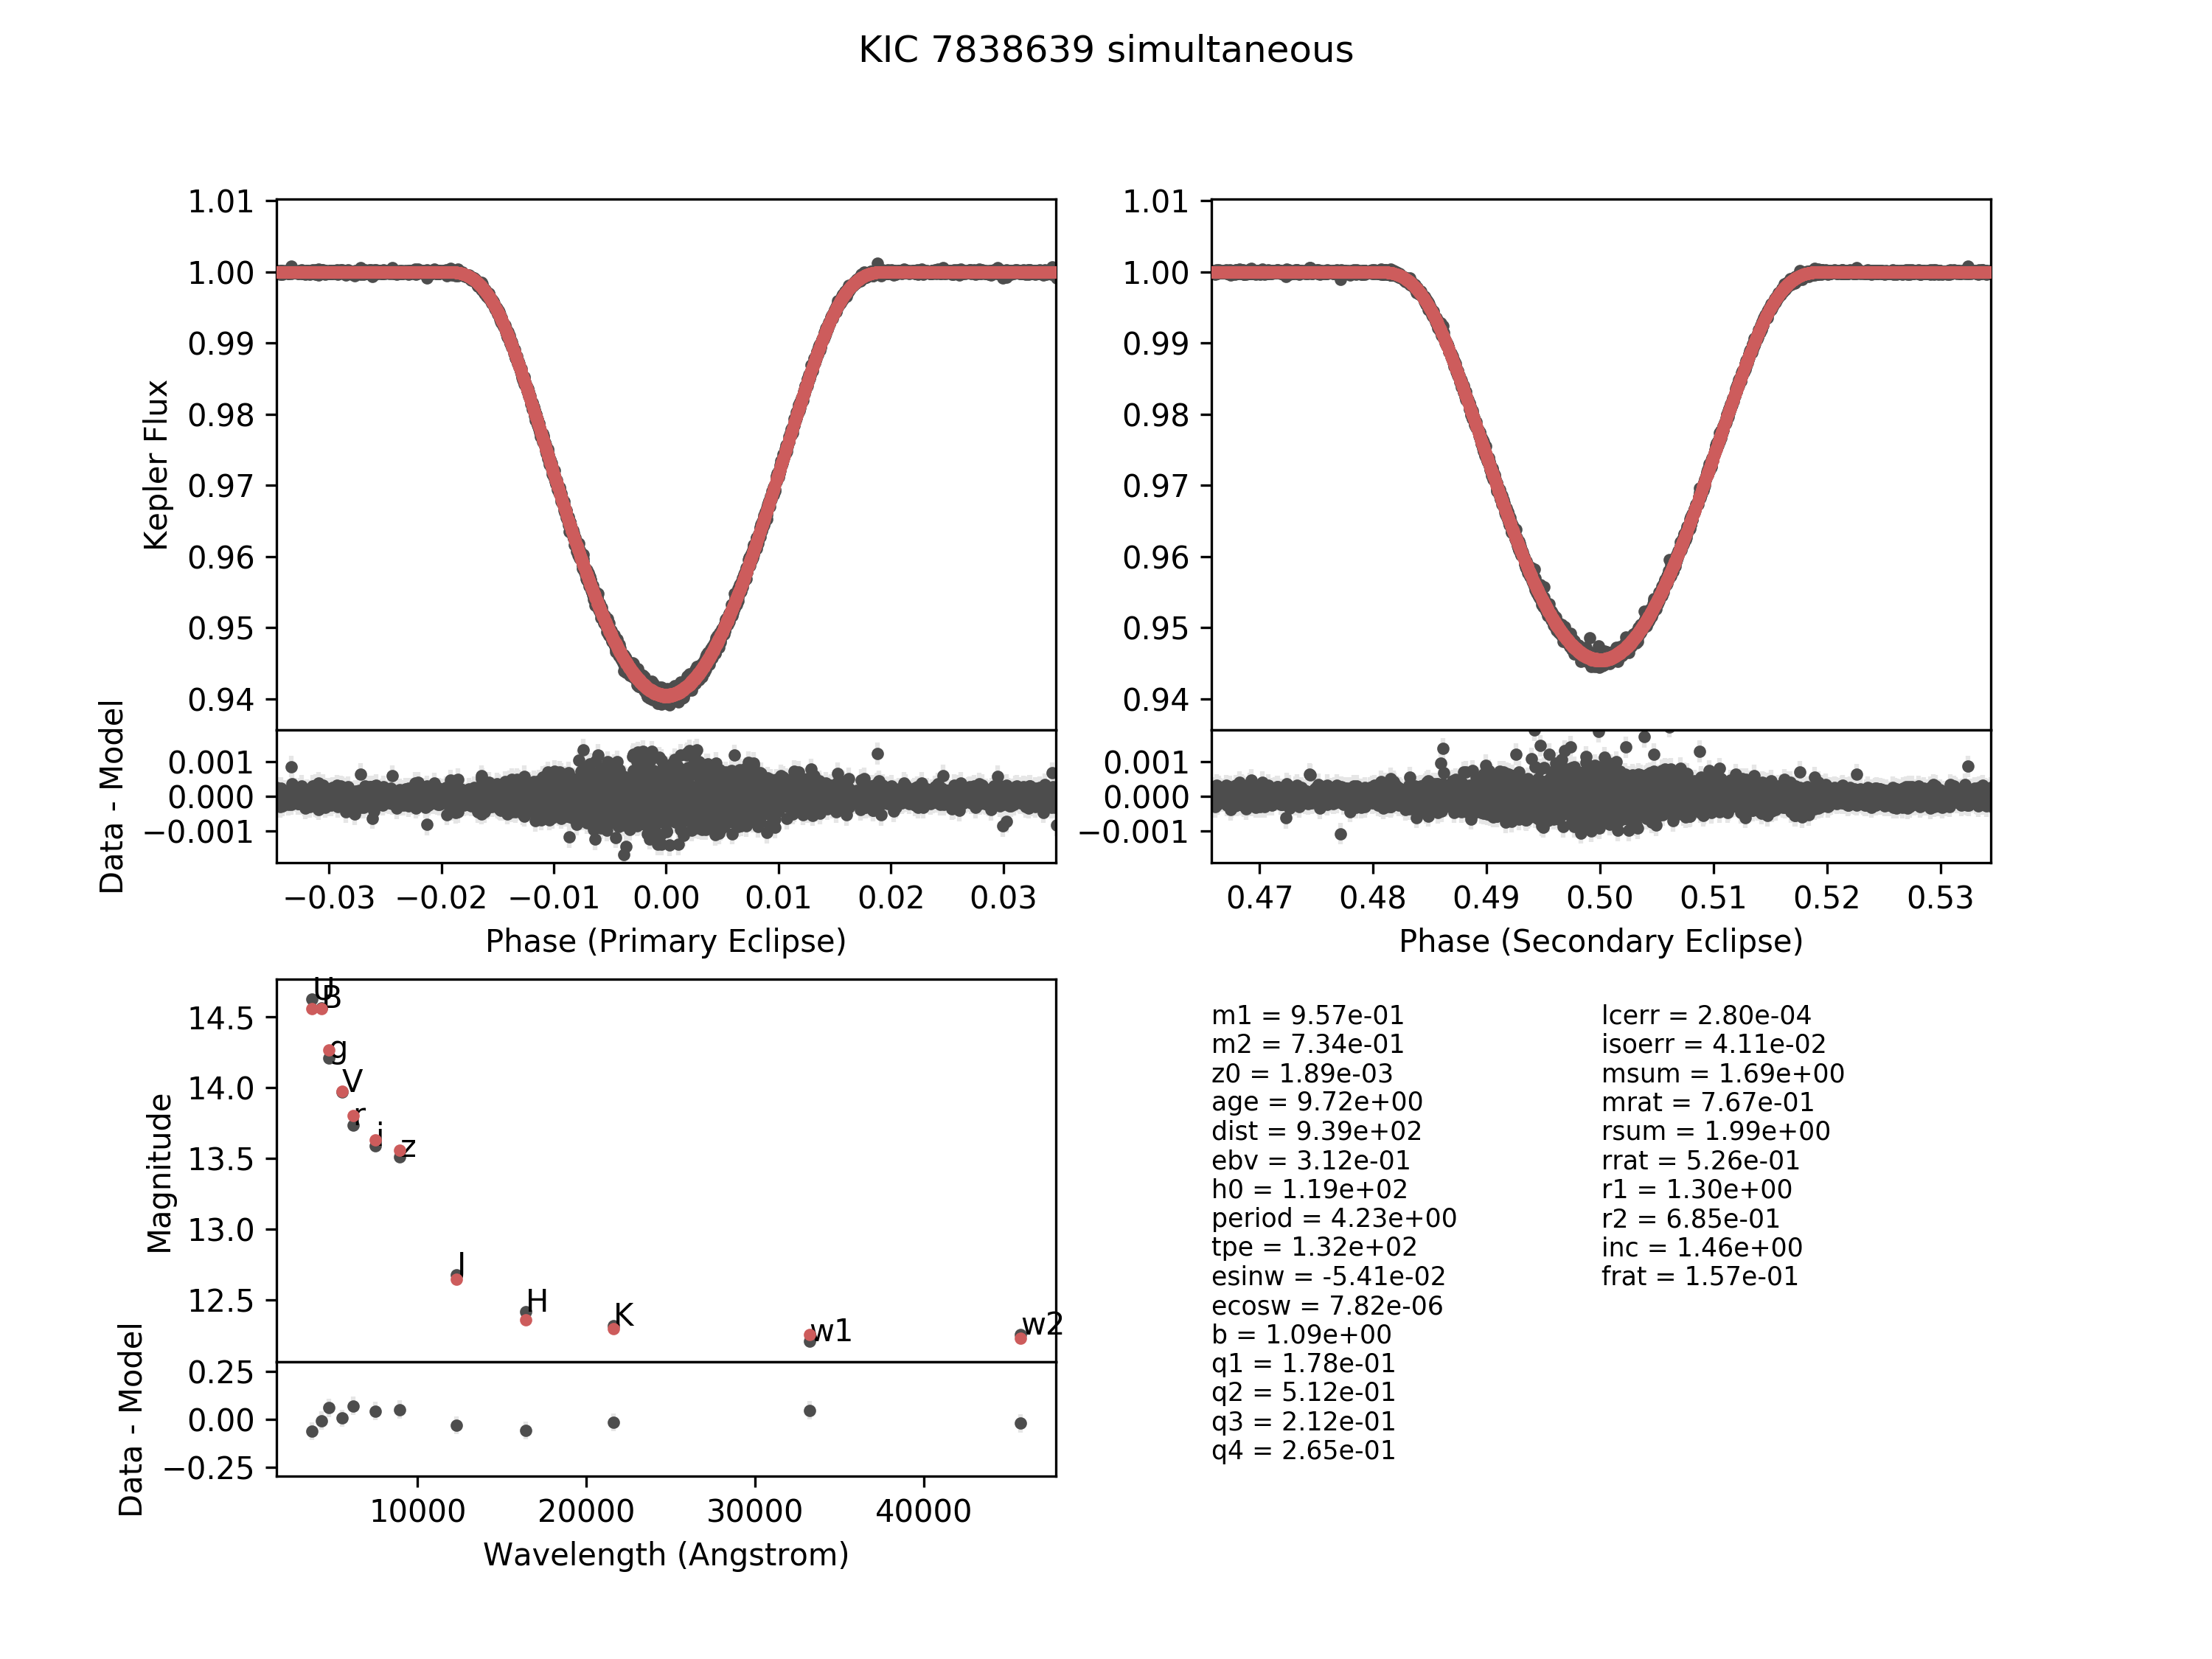 KIC 7838639 simultaneous
1.01
1.00
0.99
0.98
0.97
0.96
0.95
0.94
Kepler Flux
0.001
0.000
−0.001
Data - Model
−0.03 −0.02 −0.01 0.00 0.01 0.02 0.03
Phase (Primary Eclipse)
1.01
1.00
0.99
0.98
0.97
0.96
0.95
0.94
0.001
0.000
−0.001
0.47 0.48 0.49 0.50 0.51 0.52 0.53
Phase (Secondary Eclipse)
14.5
14.0
13.5
13.0
12.5
Magnitude
U
B
g
V
r
i
z
J
H
K
w1
w2
0.25
0.00
−0.25
Data - Model
10000 20000 30000 40000
Wavelength (Angstrom)
m1 = 9.57e-01
m2 = 7.34e-01
z0 = 1.89e-03
age = 9.72e+00
dist = 9.39e+02
ebv = 3.12e-01
h0 = 1.19e+02
period = 4.23e+00
tpe = 1.32e+02
esinw = -5.41e-02
ecosw = 7.82e-06
b = 1.09e+00
q1 = 1.78e-01
q2 = 5.12e-01
q3 = 2.12e-01
q4 = 2.65e-01
lcerr = 2.80e-04
isoerr = 4.11e-02
msum = 1.69e+00
mrat = 7.67e-01
rsum = 1.99e+00
rrat = 5.26e-01
r1 = 1.30e+00
r2 = 6.85e-01
inc = 1.46e+00
frat = 1.57e-01